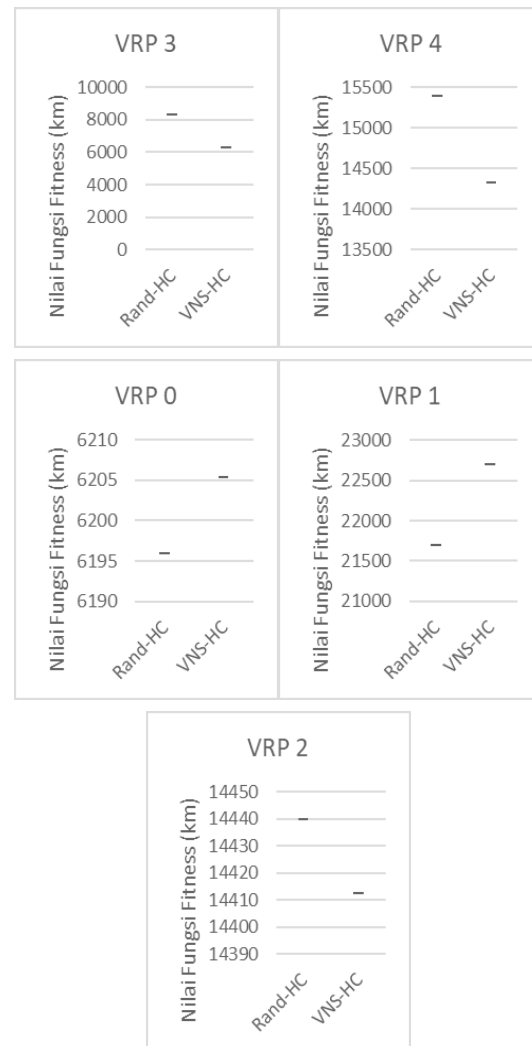 VRP 3
Nilai Fungsi Fitness (km)
10000
8000
6000
4000
2000
0
Rand-HC
VNS-HC
VRP 4
Nilai Fungsi Fitness (km)
15500
15000
14500
14000
13500
Rand-HC
VNS-HC
VRP 0
Nilai Fungsi Fitness (km)
6210
6205
6200
6195
6190
Rand-HC
VNS-HC
VRP 1
Nilai Fungsi Fitness (km)
23000
22500
22000
21500
21000
Rand-HC
VNS-HC
VRP 2
Nilai Fungsi Fitness (km)
14450
14440
14430
14420
14410
14400
14390
Rand-HC
VNS-HC